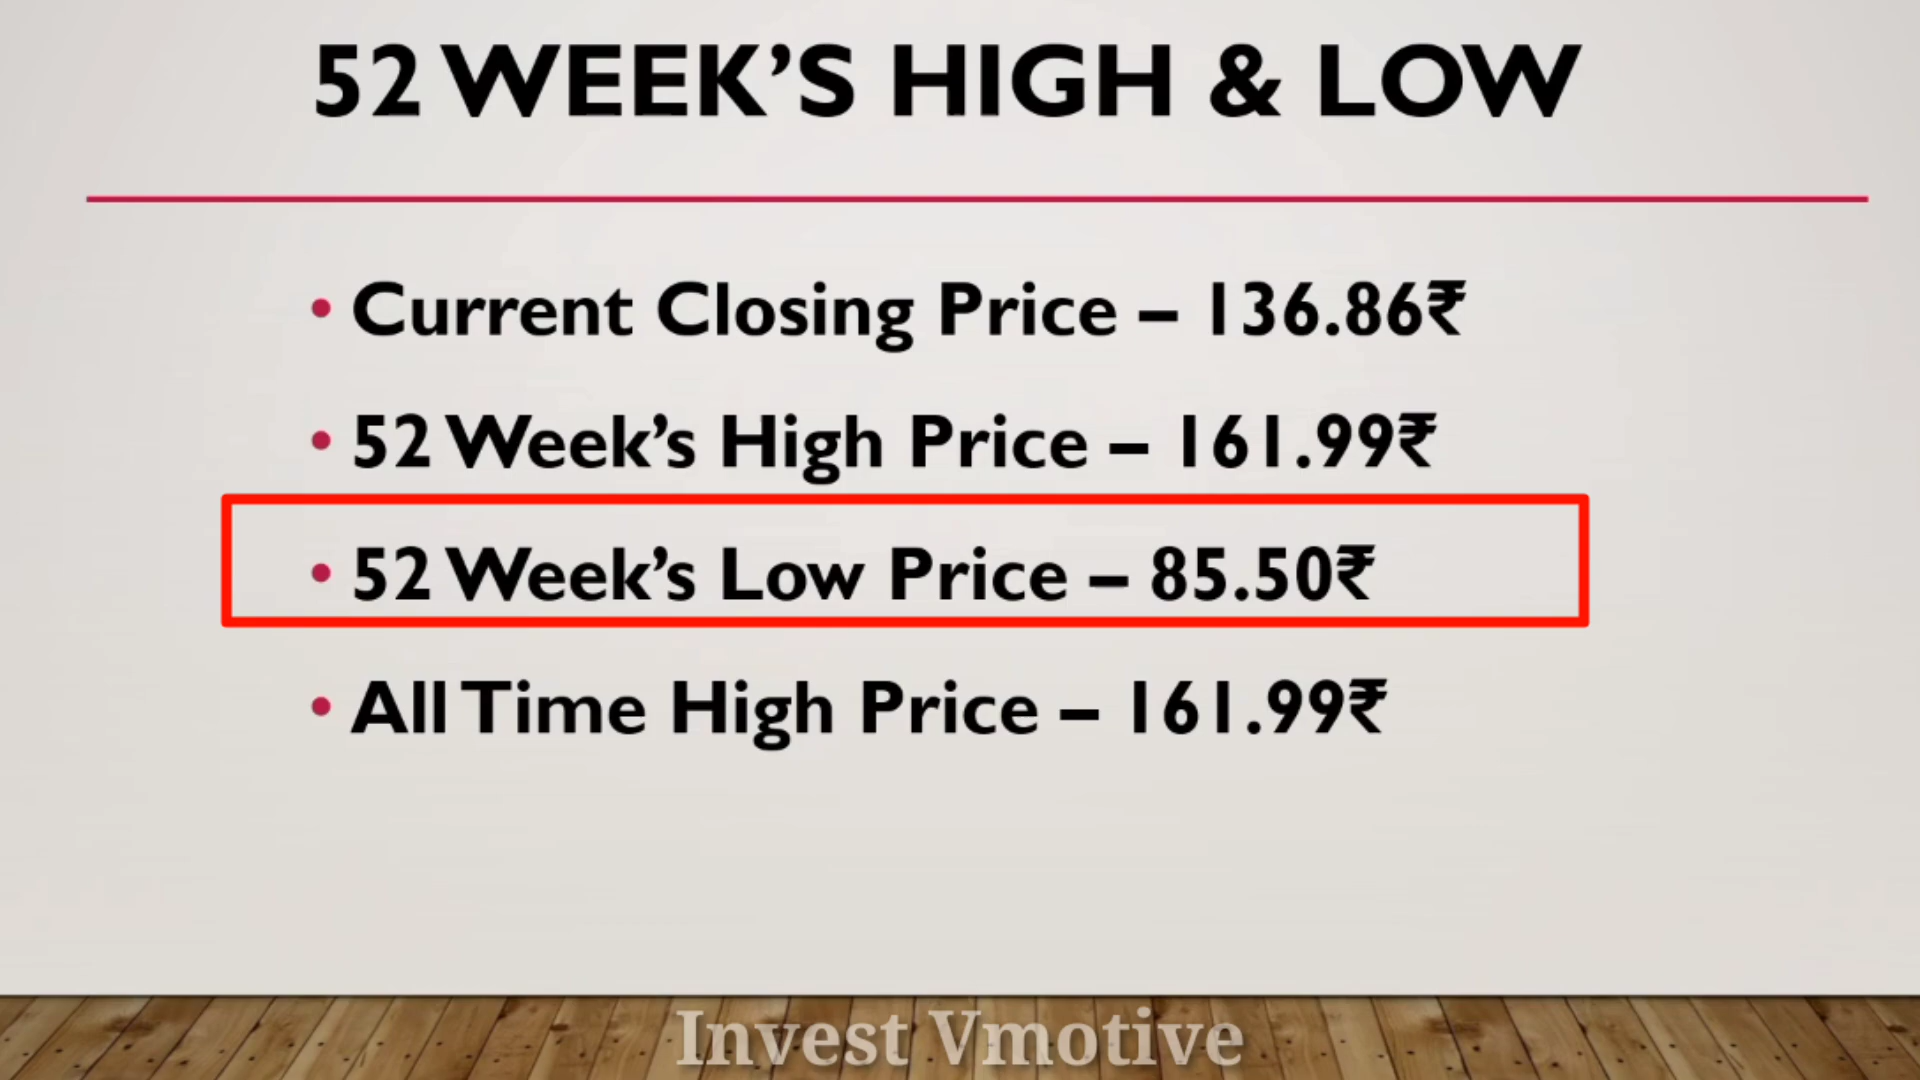 52 WEEK’S HIGH & LOW
• Current Closing Price – 136.86₹
• 52 Week’s High Price – 161.99₹
• 52 Week’s Low Price – 85.50₹
• All Time High Price – 161.99₹
Invest Vmotive